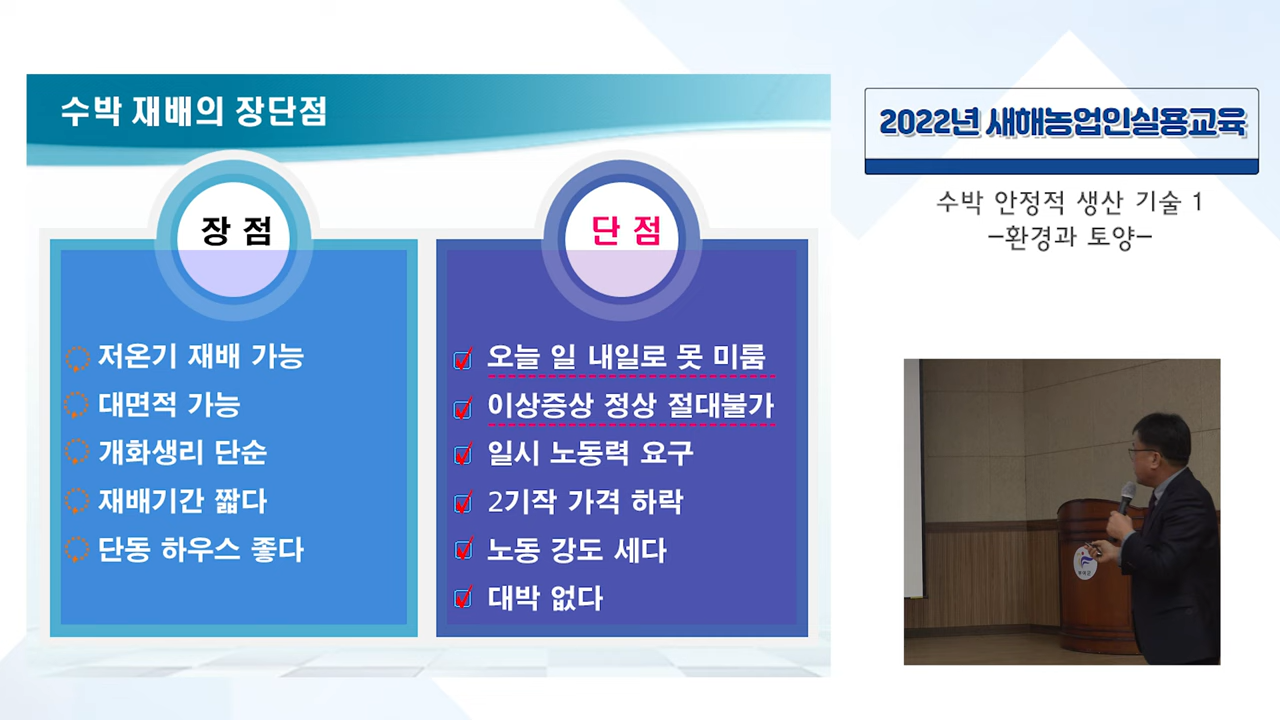 수박 재배의 장단점
장 점
저온기 재배 가능
대면적 가능
개화생리 단순
재배기간 짧다
단동 하우스 좋다
단 점
오늘 일 내일로 못 미룸
이상증상 정상 절대불가
일시 노동력 요구
2기작 가격 하락
노동 강도 세다
대박 없다
2022년 새해농업인실용교육
수박 안정적 생산 기술 1
-환경과 토양-